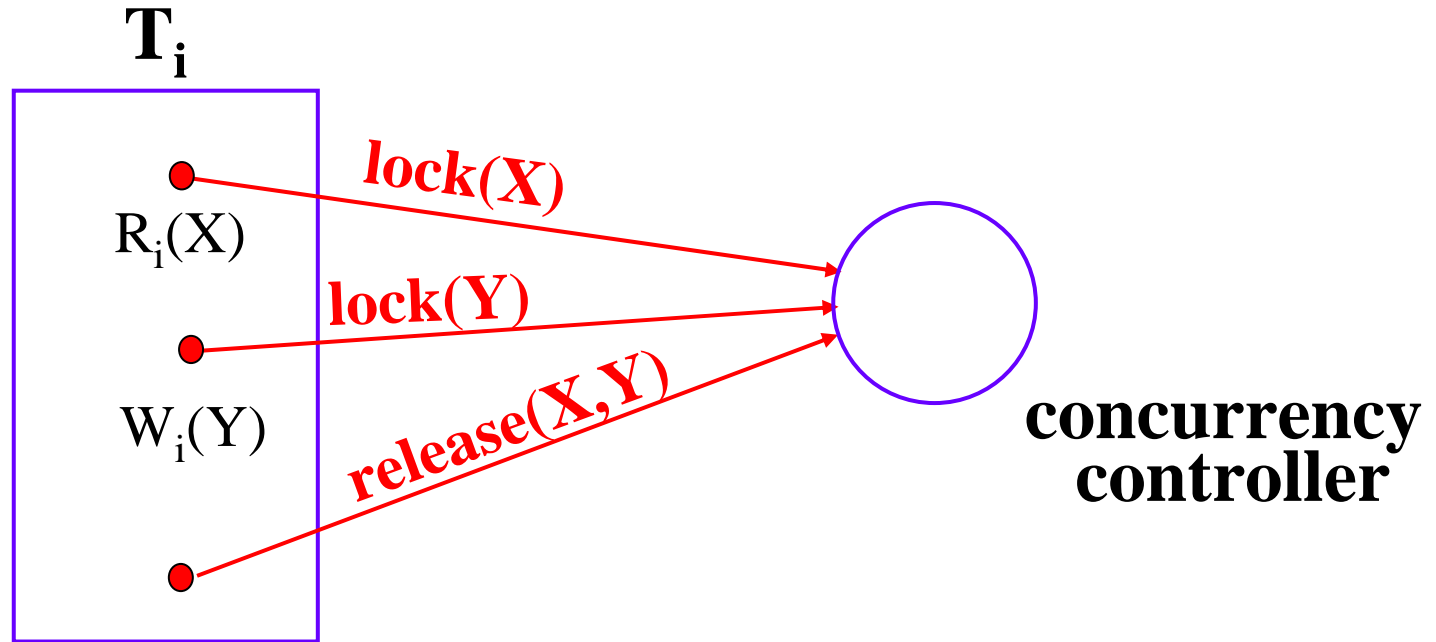 Tᵢ
lock(X)
Rᵢ(X)
lock(Y)
Wᵢ(Y)
release(X,Y)
concurrency
controller